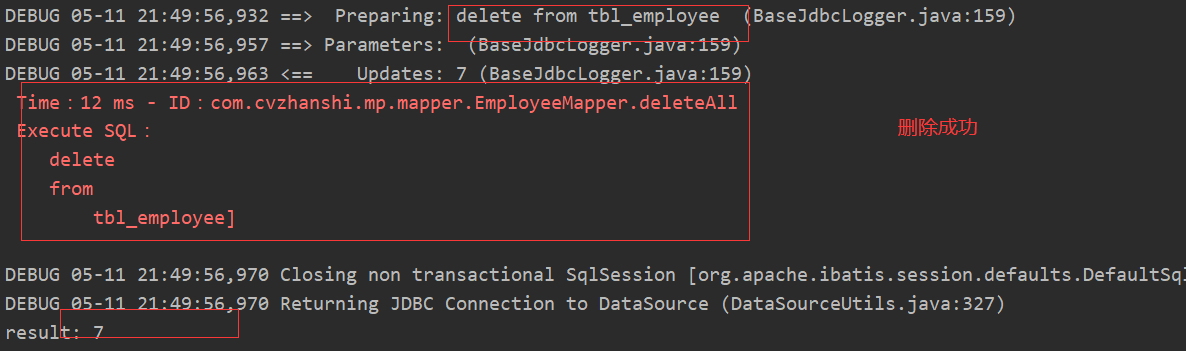 DEBUG 05-11 21:49:56,932 ==>  Preparing: delete from tbl_employee  (BaseJdbcLogger.java:159)
DEBUG 05-11 21:49:56,957 ==> Parameters:  (BaseJdbcLogger.java:159)
DEBUG 05-11 21:49:56,963 <==    Updates: 7 (BaseJdbcLogger.java:159)
Time：12 ms - ID：com.cvzhanshi.mp.mapper.EmployeeMapper.deleteAll
Execute SQL：
delete
删除成功
from
tbl_employee]
DEBUG 05-11 21:49:56,970 Closing non transactional SqlSession [org.apache.ibatis.session.defaults.DefaultSql
DEBUG 05-11 21:49:56,970 Returning JDBC Connection to DataSource (DataSourceUtils.java:327)
result: 7